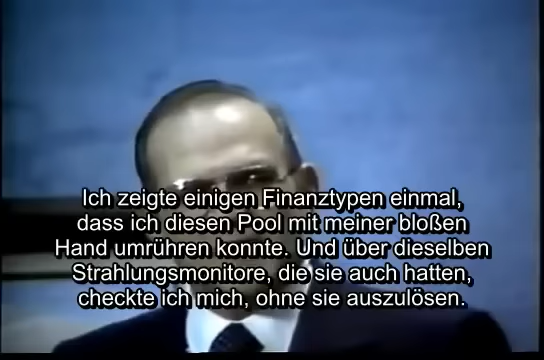 Ich zeigte einigen Finanztypen einmal,
dass ich diesen Pool mit meiner bloßen
Hand umrühren konnte. Und über dieselben
Strahlungsmonitore, die sie auch hatten,
checkte ich mich, ohne sie auszulösen.